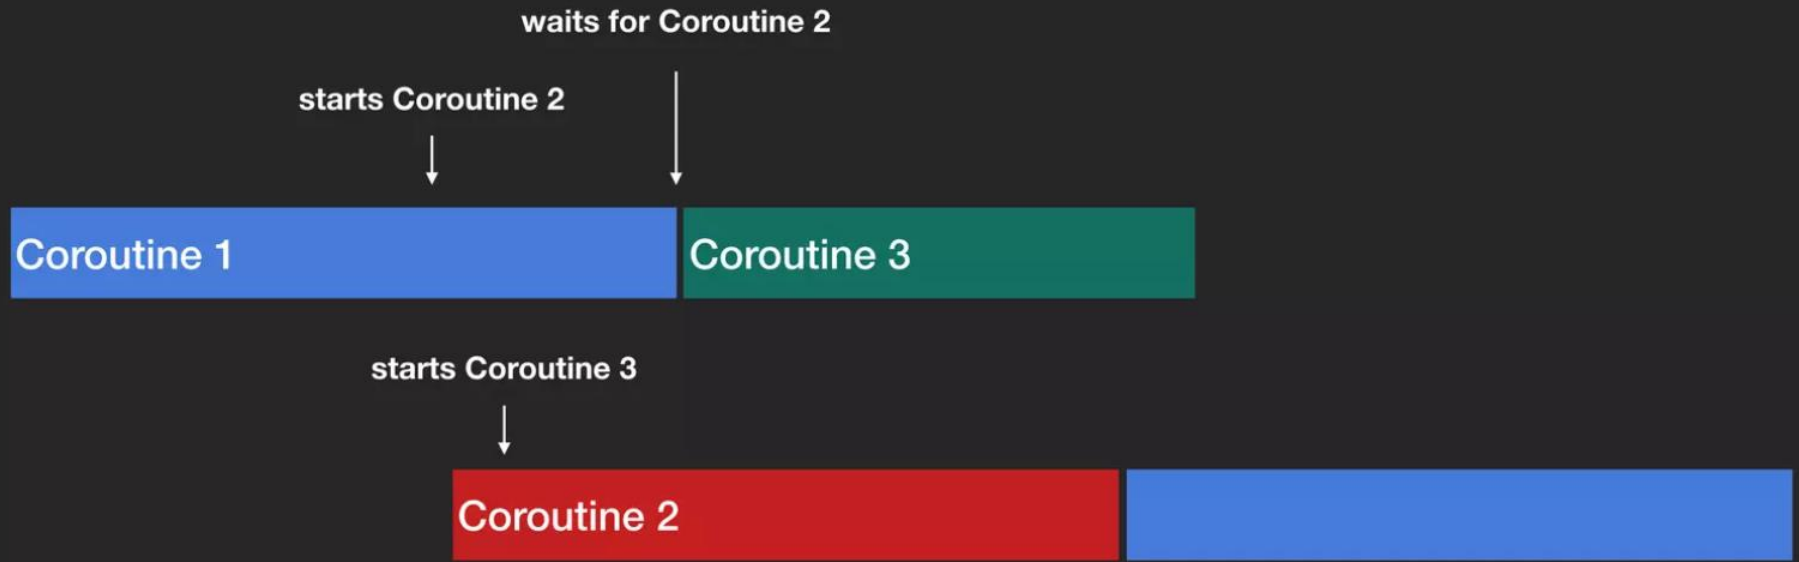 waits for Coroutine 2
starts Coroutine 2
Coroutine 1
Coroutine 3
starts Coroutine 3
Coroutine 2